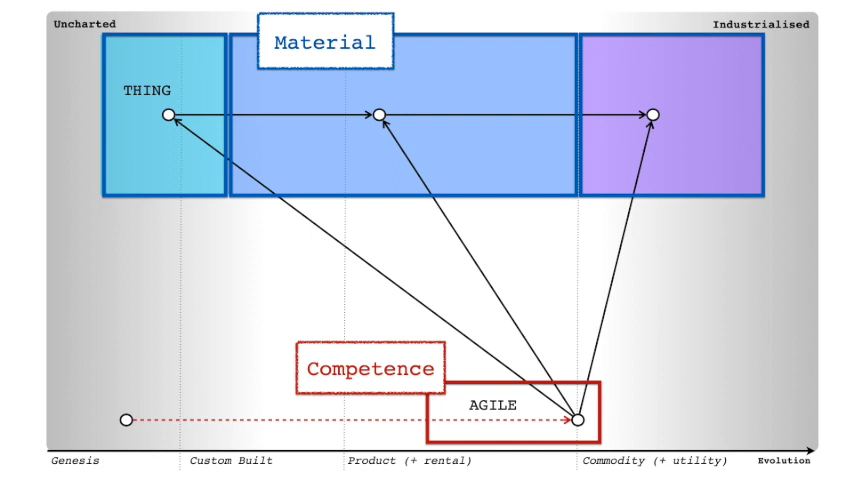 Uncharted
Industrialised
Material
THING
Competence
AGILE
Genesis
Custom Built
Product (+ rental)
Commodity (+ utility)
Evolution